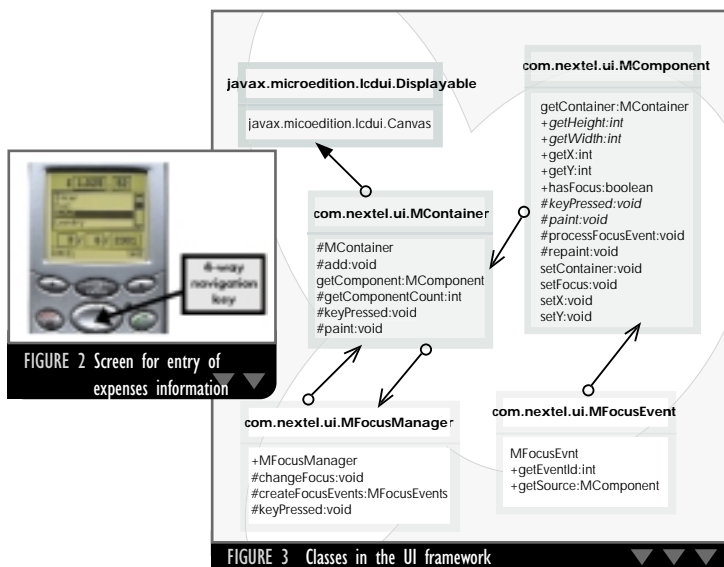 javax.microedition.lcdui.Displayable
javax.micoedition.lcdui.Canvas
com.nextel.ui.MComponent
getContainer:MContainer
+getHeight:int
+getWidth:int
+getX:int
+getY:int
+hasFocus:boolean
#keyPressed:void
#paint:void
#processFocusEvent:void
#repaint:void
setContainer:void
setFocus:void
setX:void
setY:void
com.nextel.ui.MContainer
#MContainer
#add:void
getComponent:MComponent
#getComponentCount:int
#keyPressed:void
#paint:void
4-way
navigation
key
FIGURE 2 Screen for entry of
expenses information
com.nextel.ui.MFocusManager
+MFocusManager
#changeFocus:void
#createFocusEvents:MFocusEvents
#keyPressed:void
com.nextel.ui.MFocusEvent
MFocusEvnt
+getEventId:int
+getSource:MComponent
FIGURE 3 Classes in the UI framework